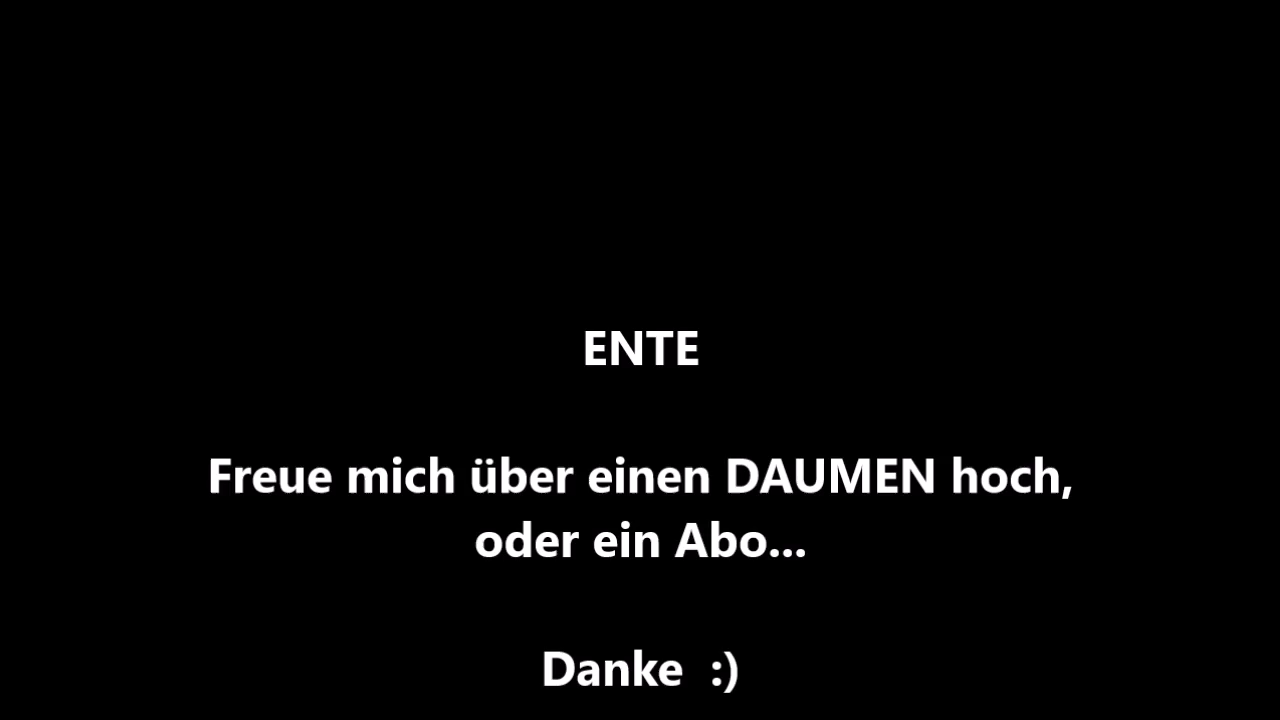 ENTE
Freue mich über einen DAUMEN hoch,
oder ein Abo...
Danke  :)